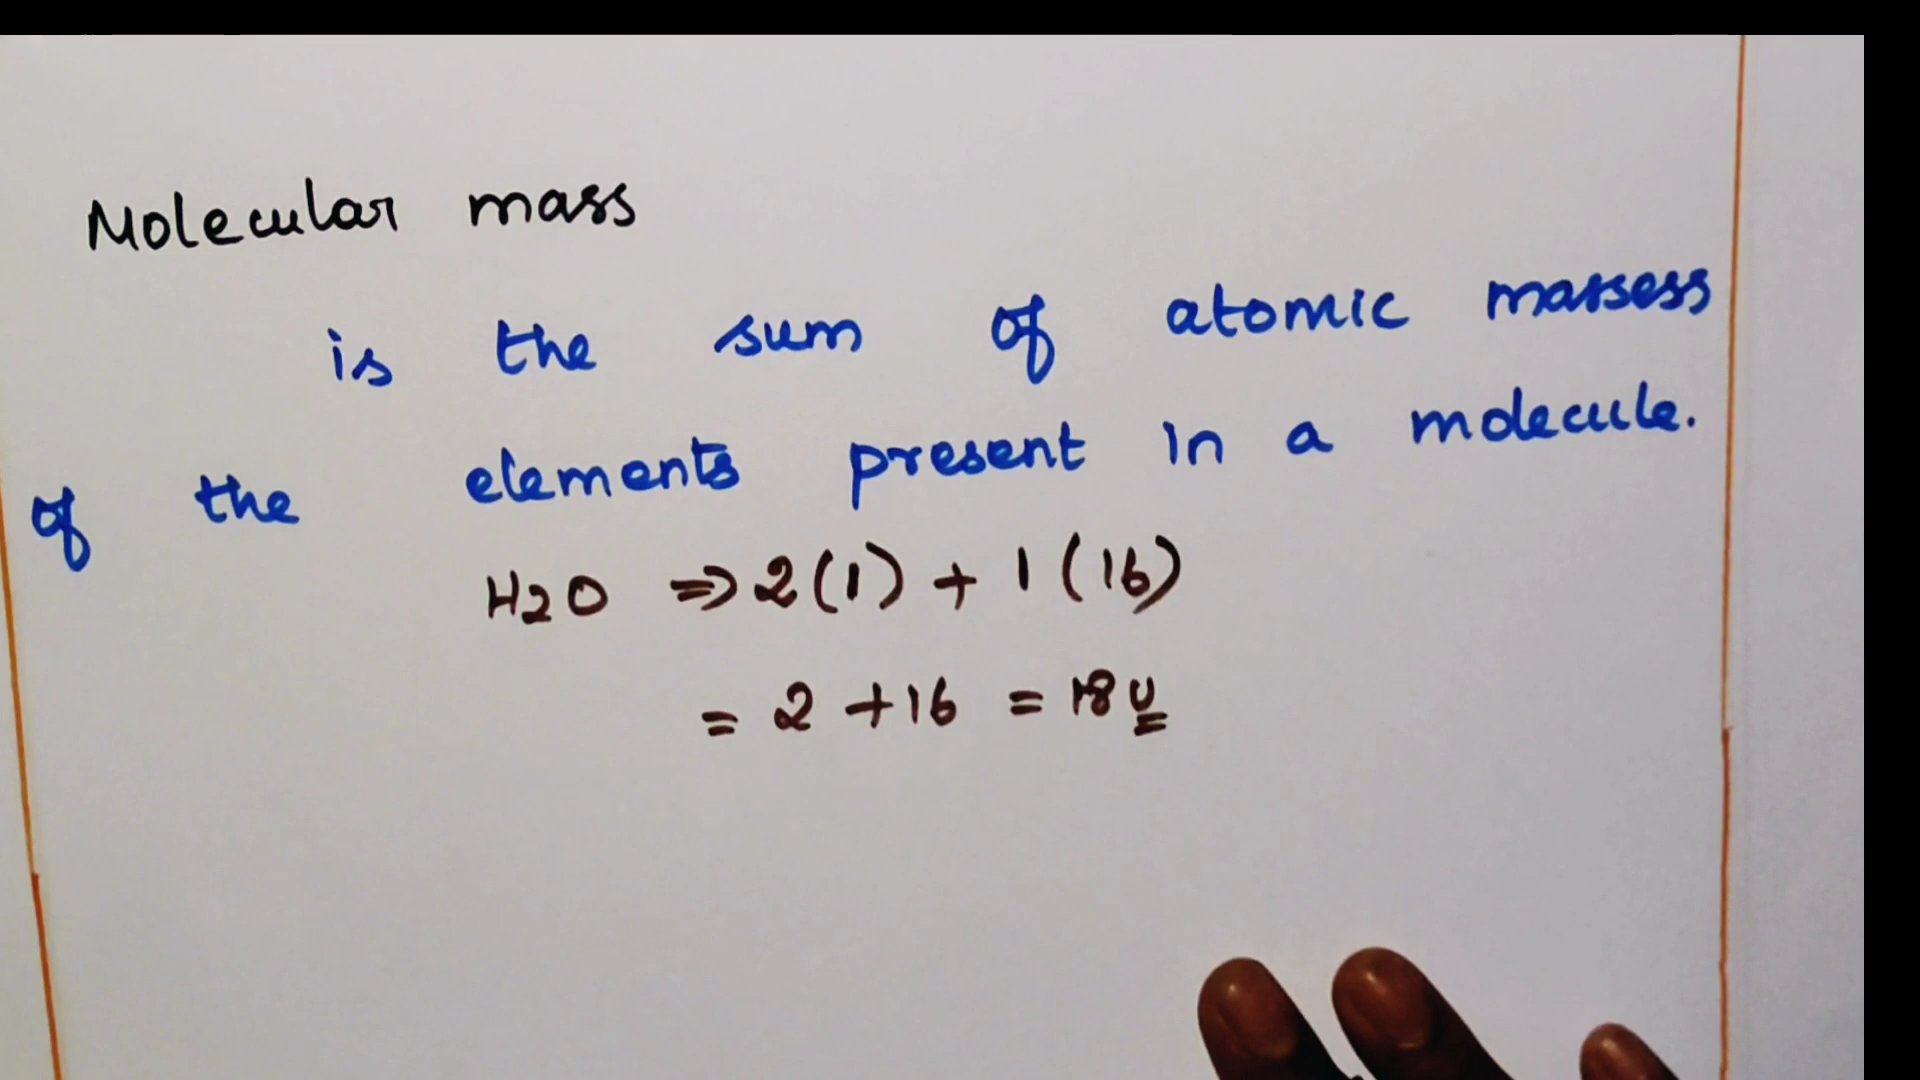 Molecular mass
is the sum of atomic massess
of the elements present in a molecule.
H2O ⇒ 2(1) + 1(16)
= 2 + 16 = 18 u